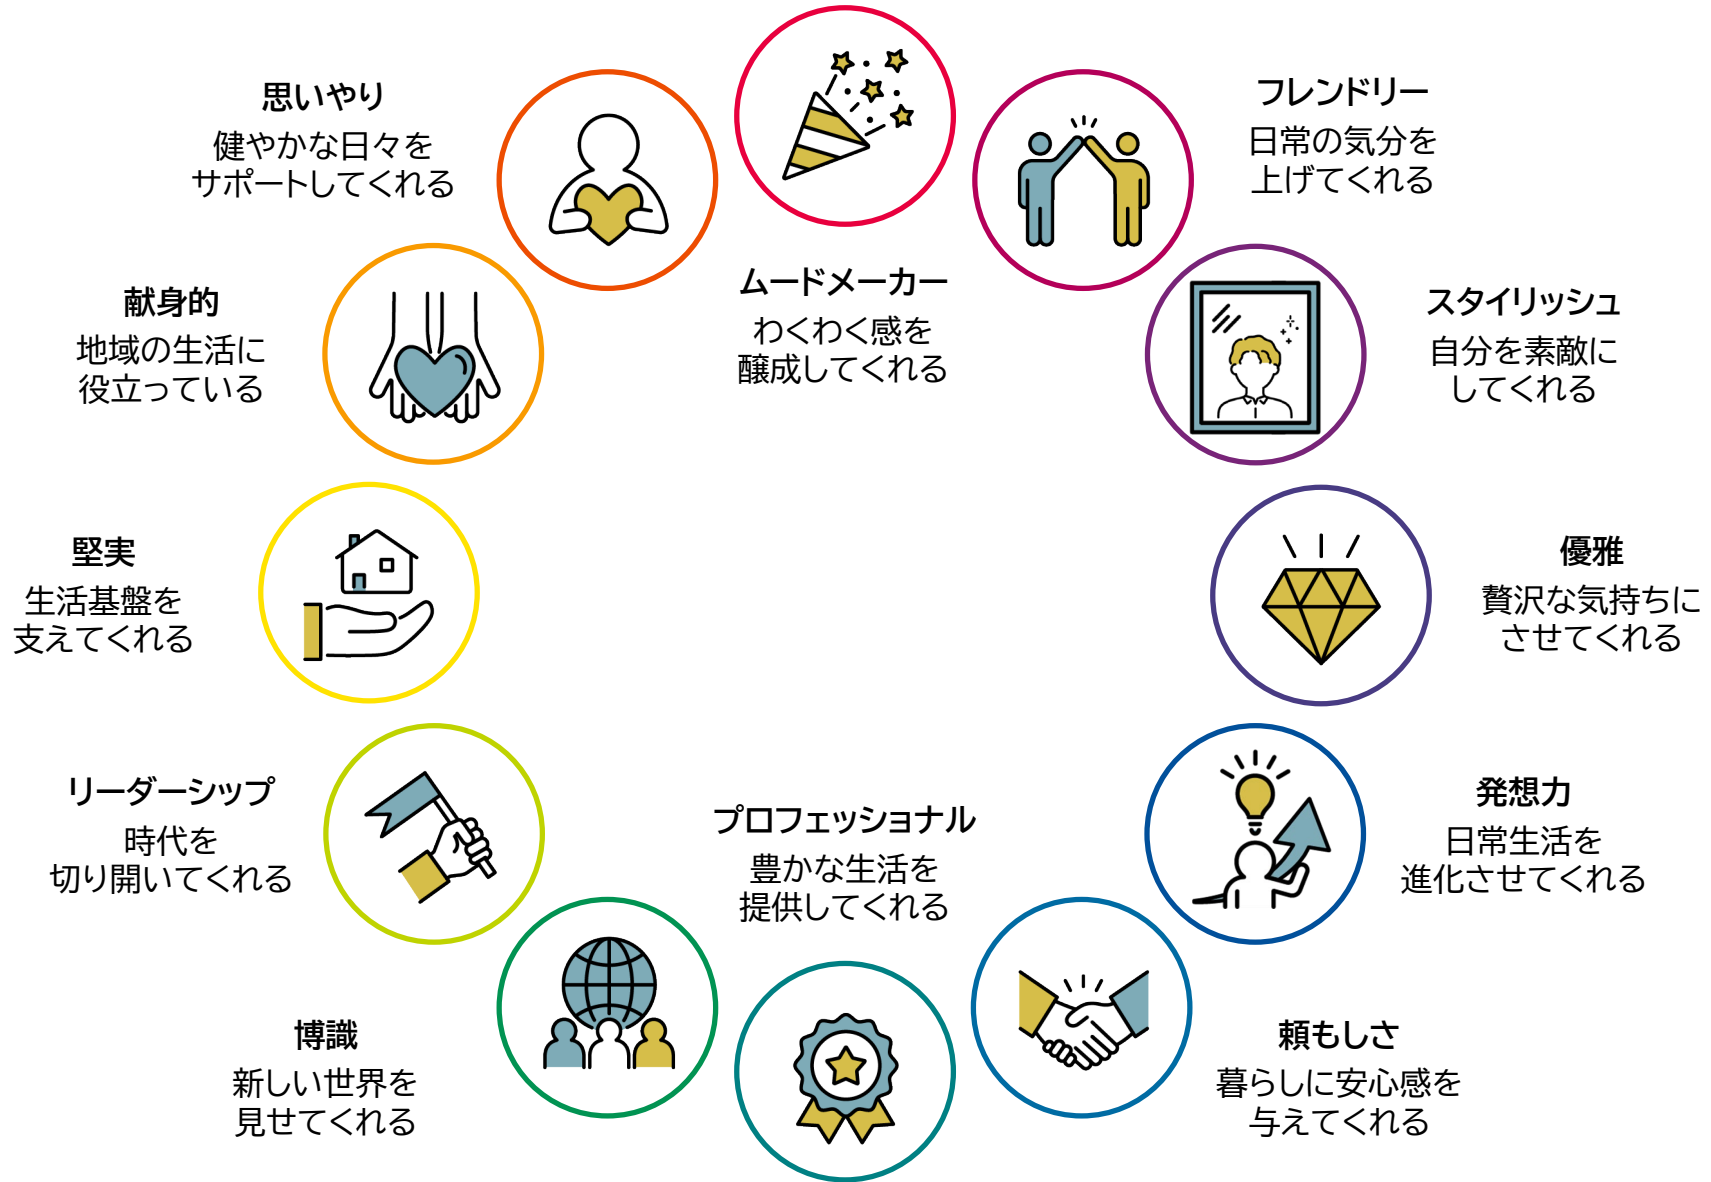 ムードメーカー
わくわく感を
醸成してくれる
フレンドリー
日常の気分を
上げてくれる
スタイリッシュ
自分を素敵に
してくれる
優雅
贅沢な気持ちに
させてくれる
発想力
日常生活を
進化させてくれる
頼もしさ
暮らしに安心感を
与えてくれる
プロフェッショナル
豊かな生活を
提供してくれる
博識
新しい世界を
見せてくれる
リーダーシップ
時代を
切り開いてくれる
堅実
生活基盤を
支えてくれる
献身的
地域の生活に
役立っている
思いやり
健やかな日々を
サポートしてくれる